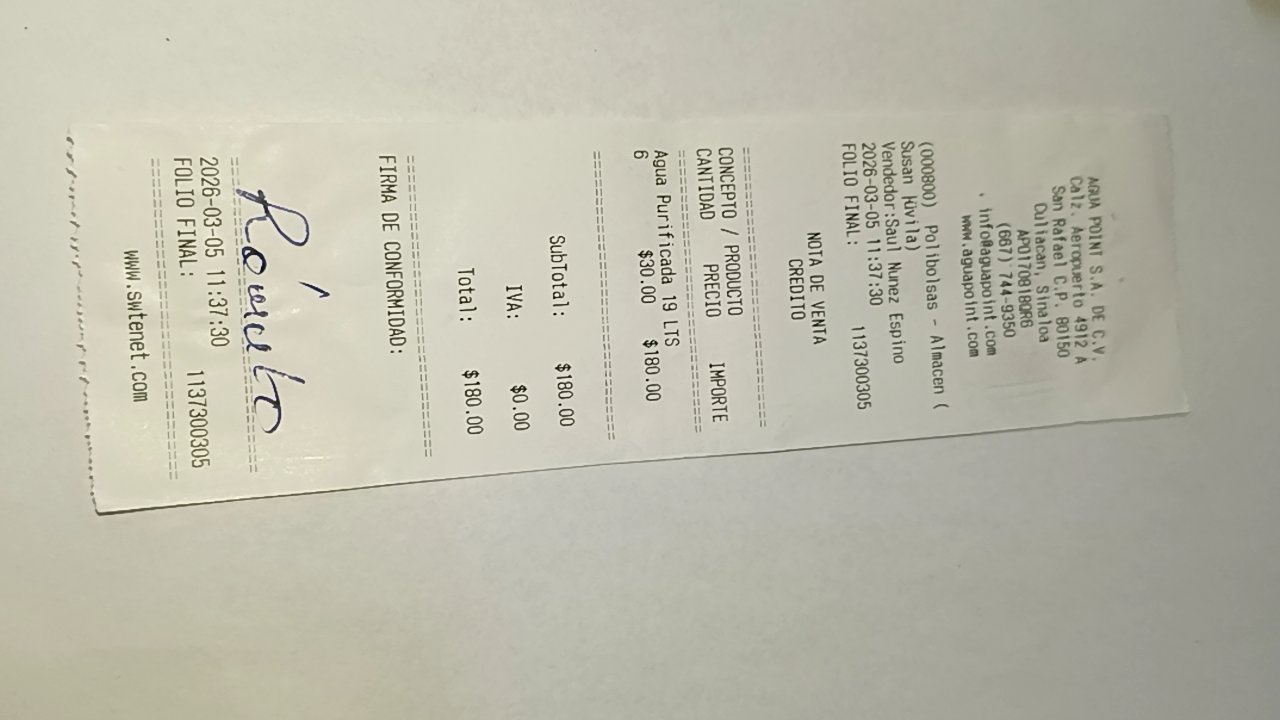 AGUA POINT S.A. DE C.V.
Calz. Aeropuerto 4912 A
San Rafael C.P. 80150
Culiacan, Sinaloa
APO170818QR6
(667) 744-9350
info@aguapoint.com
www.aguapoint.com
(000800) Polibolsas - Almacen (
Susan
Vendedor:Saul Nunez Espino
2026-03-05 11:37:30
FOLIO FINAL: 1137300305
NOTA DE VENTA
CREDITO
CONCEPTO / PRODUCTO
CANTIDAD PRECIO IMPORTE
Agua Purificada 19 LTS
6 $30.00 $180.00
SubTotal: $180.00
IVA: $0.00
Total: $180.00
FIRMA DE CONFORMIDAD:
2026-03-05 11:37:30
FOLIO FINAL: 1137300305
www.swtenet.com